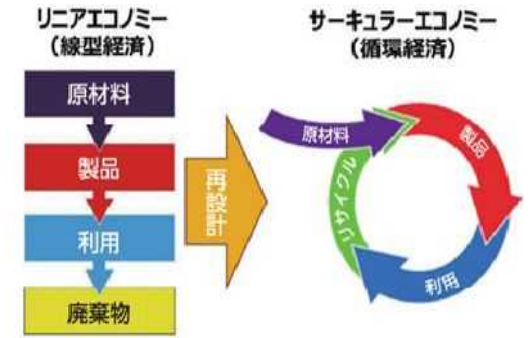 リニアエコノミー
（線型経済）
原材料
製品
利用
廃棄物
再設計
サーキュラーエコノミー
（循環経済）
原材料
製品
利用
リサイクル